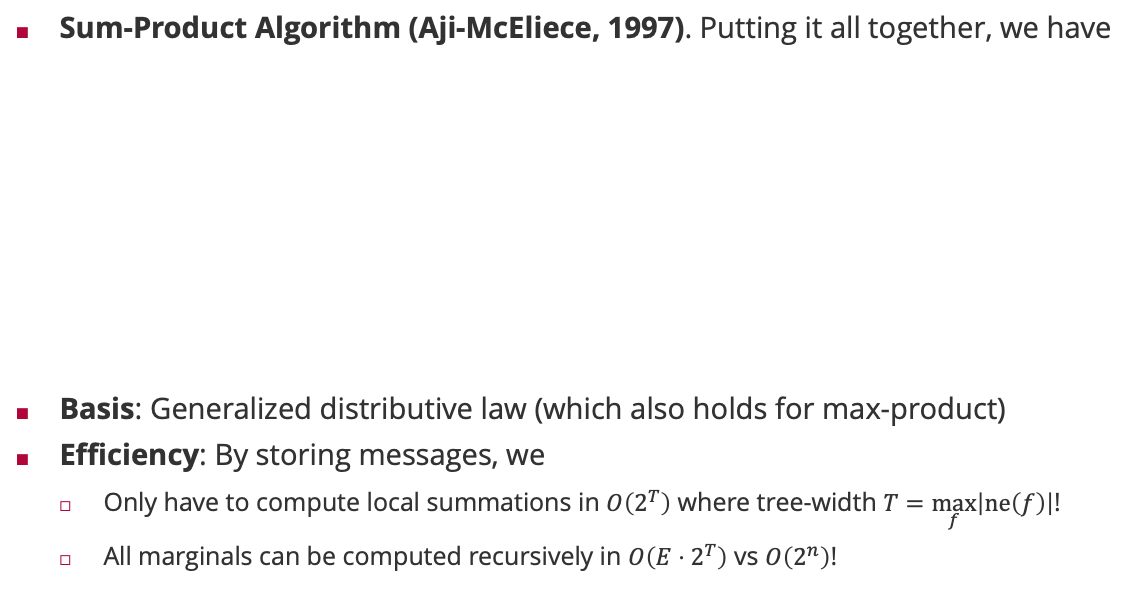 ▪ Sum-Product Algorithm (Aji-McEliece, 1997). Putting it all together, we have
▪ Basis: Generalized distributive law (which also holds for max-product)
▪ Efficiency: By storing messages, we
▫ Only have to compute local summations in O(2^T) where tree-width T = max_f |ne(f)|!
▫ All marginals can be computed recursively in O(E · 2^T) vs O(2^n)!